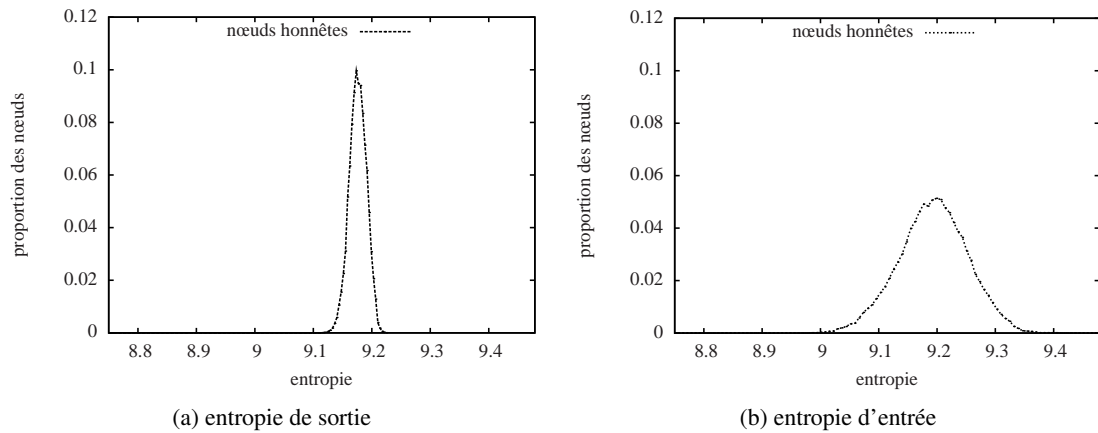 0.12
0.1
0.08
0.06
0.04
0.02
0
8.8 8.9 9 9.1 9.2 9.3 9.4
proportion des nœuds
entropie
nœuds honnêtes
(a) entropie de sortie
0.12
0.1
0.08
0.06
0.04
0.02
0
8.8 8.9 9 9.1 9.2 9.3 9.4
proportion des nœuds
entropie
nœuds honnêtes
(b) entropie d'entrée